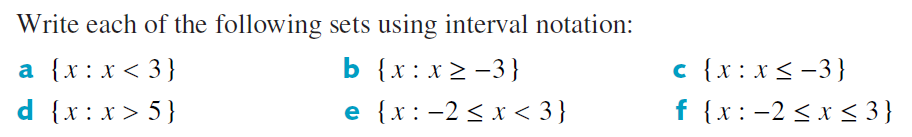 Write each of the following sets using interval notation:
a {x : x < 3} b {x : x ≥ −3} c {x : x ≤ −3}
d {x : x > 5} e {x : −2 ≤ x < 3} f {x : −2 ≤ x ≤ 3}